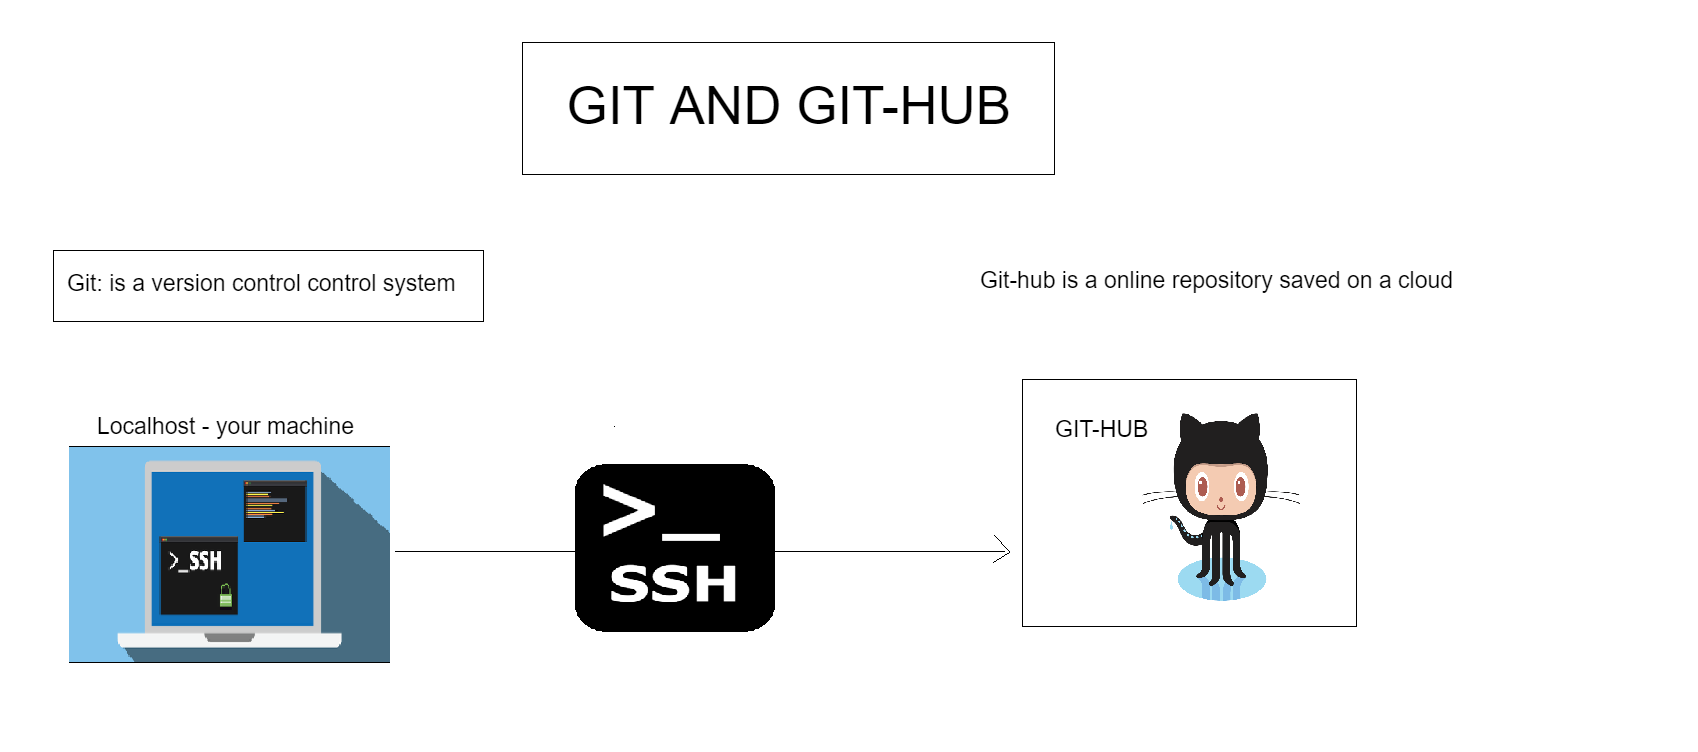 GIT AND GIT-HUB
Git: is a version control control system
Git-hub is a online repository saved on a cloud
Localhost - your machine
GIT-HUB
>_SSH
>_
SSH